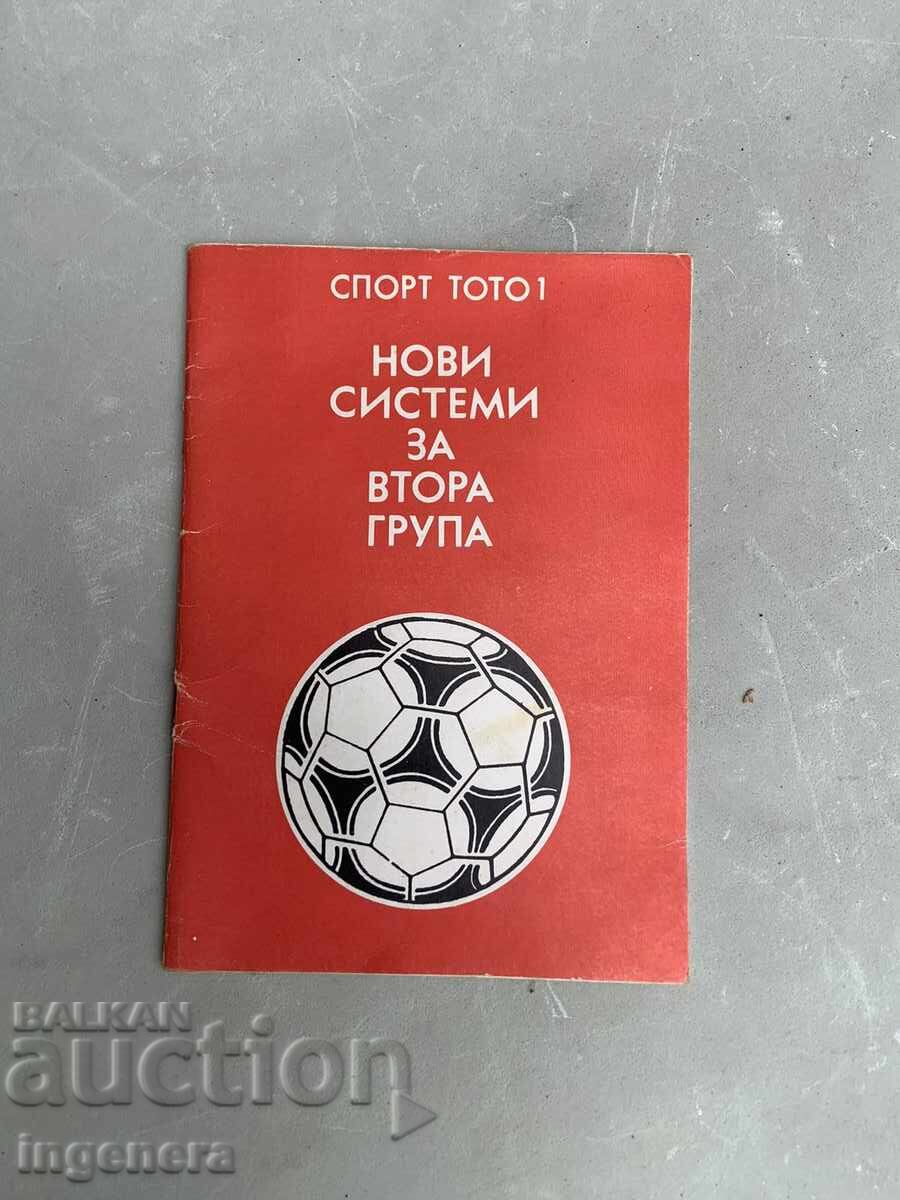 СПОРТ ТОТО 1
НОВИ
СИСТЕМИ
ЗА
ВТОРА
ГРУПА
BALKAN
auction
ingenera